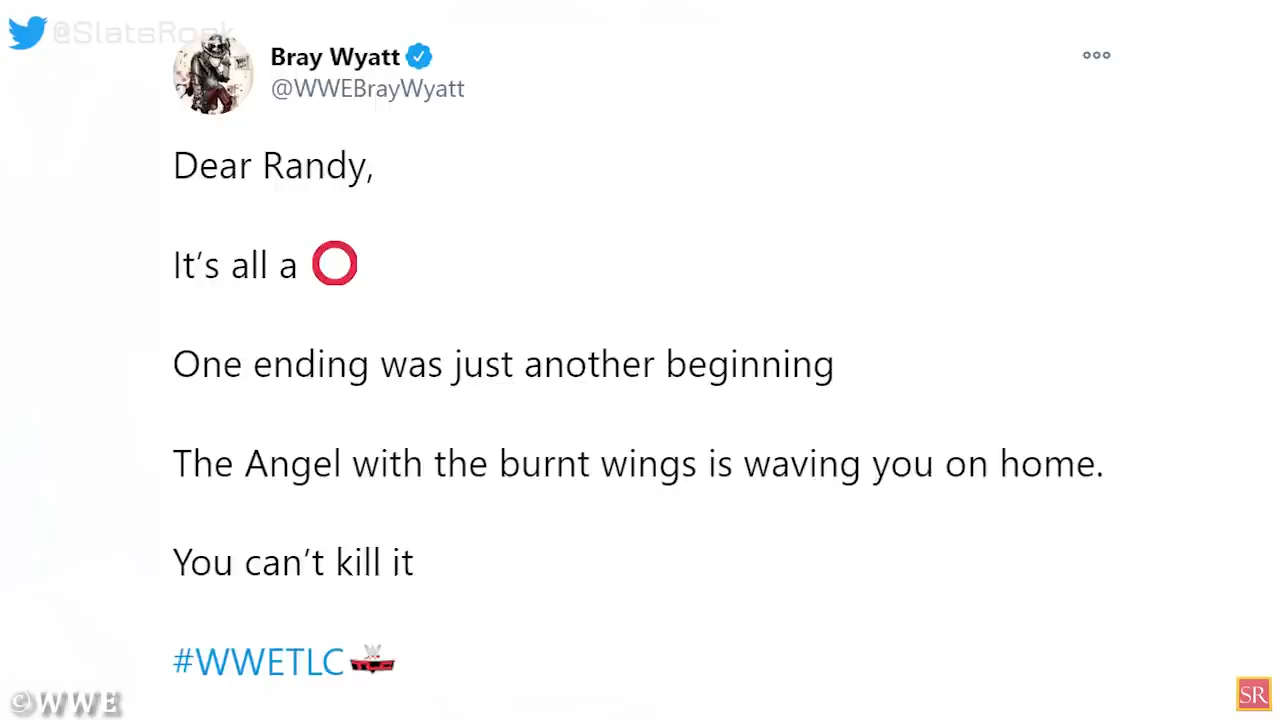 @SlatsRock
Bray Wyatt
@WWEBrayWyatt
Dear Randy,
It’s all a ⭕
One ending was just another beginning
The Angel with the burnt wings is waving you on home.
You can’t kill it
#WWETLC
©WWE
SR